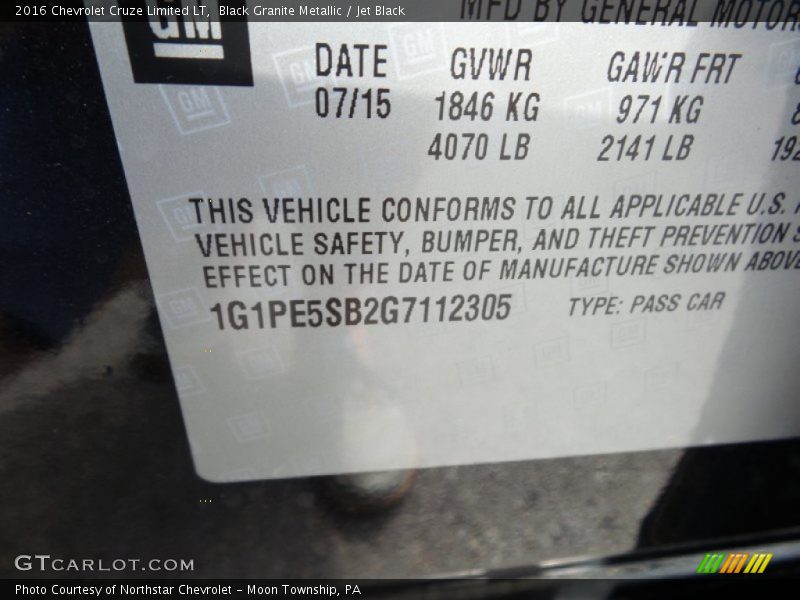 2016 Chevrolet Cruze Limited LT, Black Granite Metallic / Jet Black
GM
MFD BY GENERAL MOTORS
DATE GVWR GAWR FRT
07/15 1846 KG 971 KG
4070 LB 2141 LB 192
THIS VEHICLE CONFORMS TO ALL APPLICABLE U.S.
VEHICLE SAFETY, BUMPER, AND THEFT PREVENTION S
EFFECT ON THE DATE OF MANUFACTURE SHOWN ABOVE
1G1PE5SB2G7112305 TYPE: PASS CAR
GTCARLOT.COM
Photo Courtesy of Northstar Chevrolet - Moon Township, PA